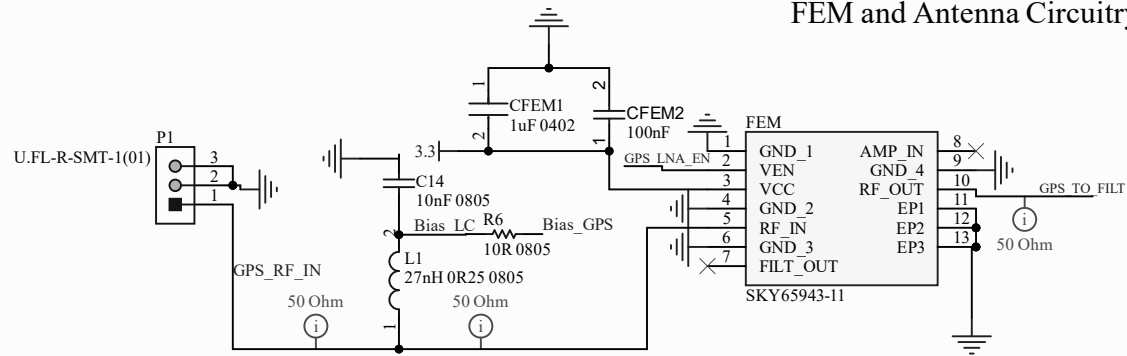 FEM and Antenna Circuitry
1
2
CFEM1
1uF 0402
2
CFEM2
100nF
1
P1
U.FL-R-SMT-1(01)
3
2
1
3.3
C14
10nF 0805
GPS_LNA_EN
FEM
1
GND_1
2
VEN
3
VCC
4
GND_2
5
RF_IN
6
GND_3
7
FILT_OUT
AMP_IN
8
GND_4
9
RF_OUT
10
EP1
11
EP2
12
EP3
13
SKY65943-11
GPS_TO_FILT
i
50 Ohm
2
Bias_LC
R6
10R 0805
Bias_GPS
L1
27nH 0R25 0805
1
GPS_RF_IN
50 Ohm
i
50 Ohm
i